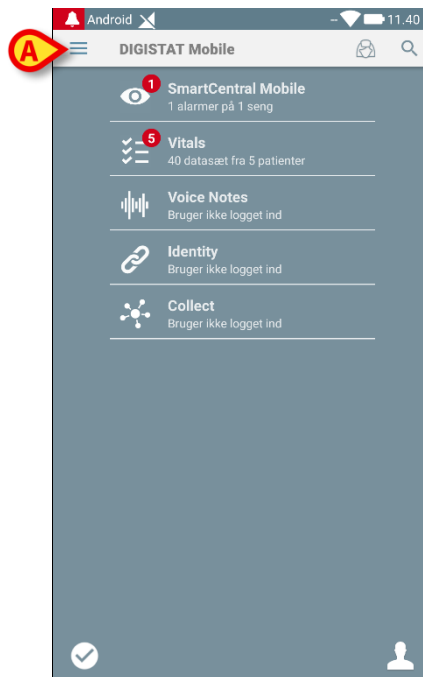 Android
11.40
A
DIGISTAT Mobile
1
SmartCentral Mobile
1 alarmer på 1 seng
5
Vitals
40 datasæt fra 5 patienter
Voice Notes
Bruger ikke logget ind
Identity
Bruger ikke logget ind
Collect
Bruger ikke logget ind